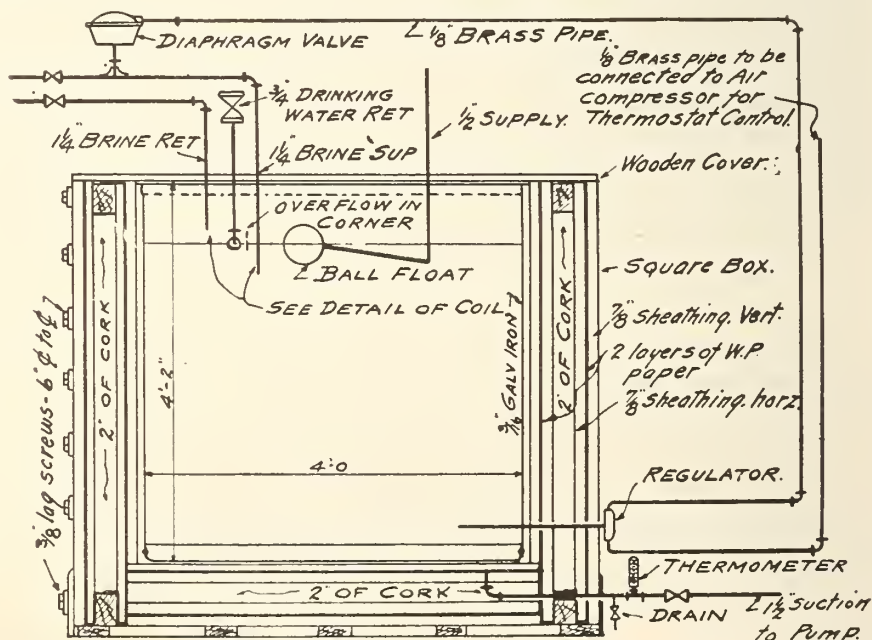 DIAPHRAGM VALVE
1/8" BRASS PIPE.
1/8" BRASS pipe to be
connected to Air
compressor for
Thermostat Control.
3/4" DRINKING
WATER RET
1/2" SUPPLY.
1 1/4" BRINE RET
1 1/4" BRINE SUP
Wooden Cover.
OVERFLOW IN
CORNER
BALL FLOAT
SEE DETAIL OF COIL
Square Box.
7/8" Sheathing. Vert.
2 layers of W.P.
paper
7/8" sheathing. horz.
2" OF CORK
4'-2"
3/16 GALV IRON
2" OF CORK
3/8" lag screws - 6" ¢ to ¢
4'-0
REGULATOR.
THERMOMETER
2" OF CORK
DRAIN
1 1/2" Suction
to Pump.